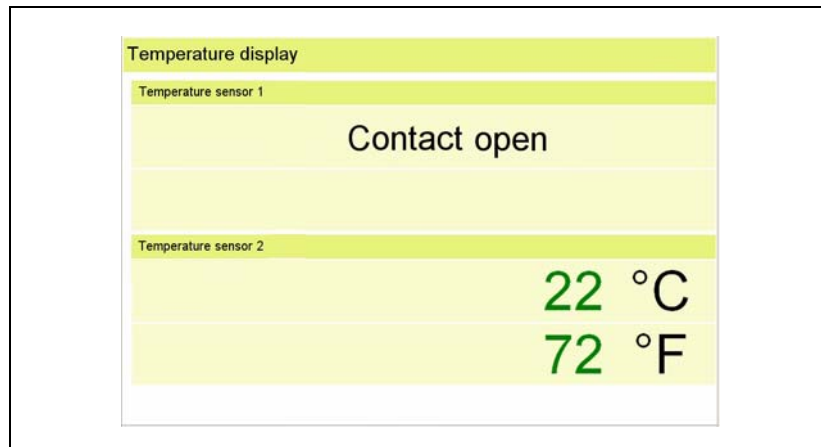 Temperature display
Temperature sensor 1
Contact open
Temperature sensor 2
22 °C
72 °F